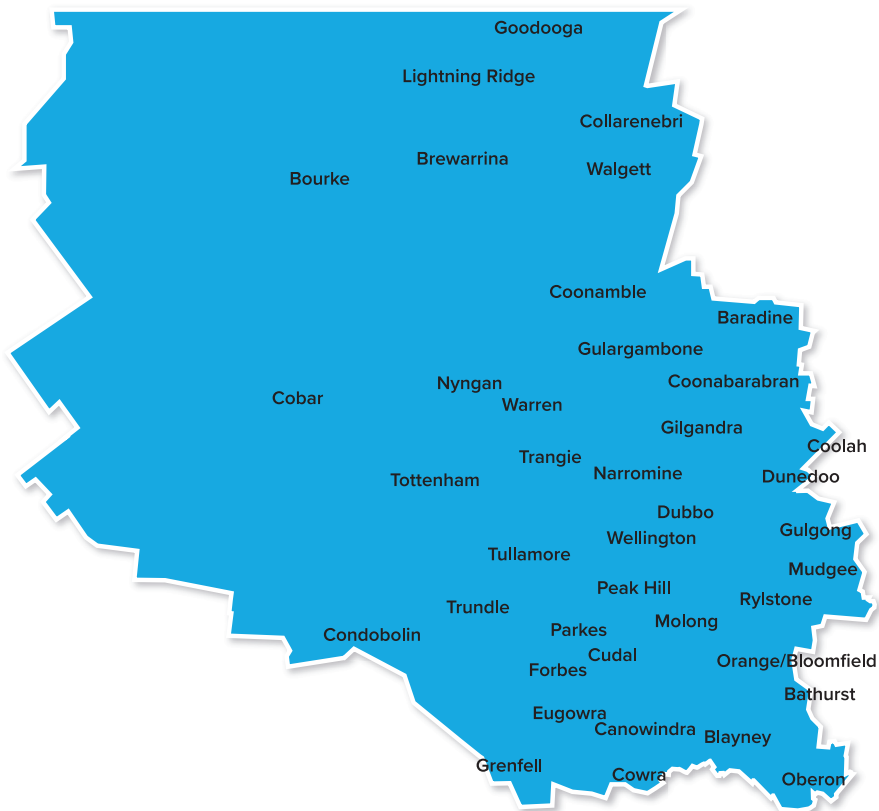 Goodooga
Lightning Ridge
Collarenebri
Brewarrina
Walgett
Bourke
Coonamble
Baradine
Gulargambone
Coonabarabran
Nyngan
Cobar
Warren
Gilgandra
Coolah
Trangie
Narromine
Dunedoo
Tottenham
Dubbo
Gulgong
Wellington
Tullamore
Mudgee
Peak Hill
Rylstone
Trundle
Molong
Parkes
Condobolin
Cudal
Orange/Bloomfield
Forbes
Bathurst
Eugowra
Canowindra
Blayney
Grenfell
Cowra
Oberon